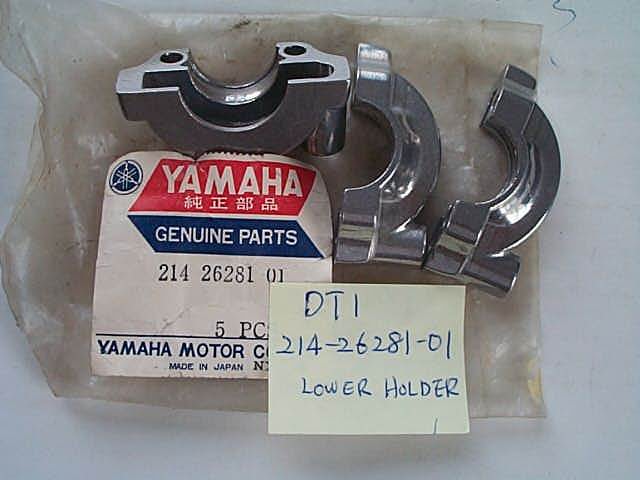 YAMAHA
純正部品
GENUINE PARTS
214 26281 01
5 PC
YAMAHA MOTOR CO
MADE IN JAPAN
DT1
214-26281-01
LOWER HOLDER